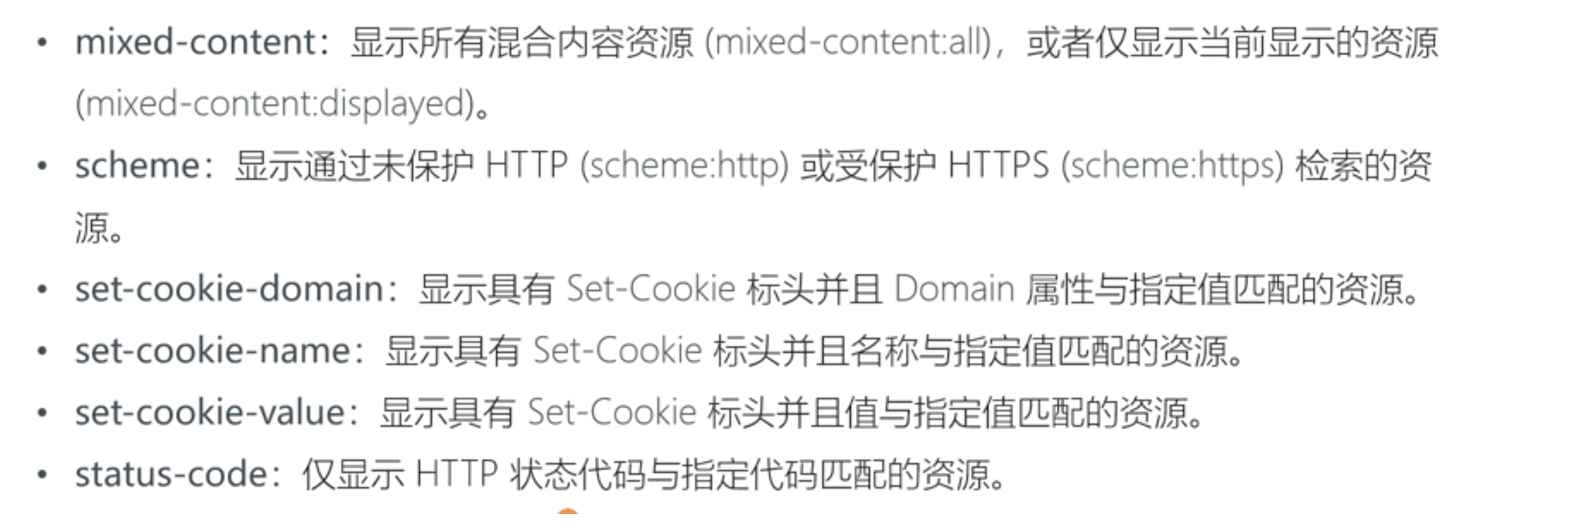 • mixed-content：显示所有混合内容资源 (mixed-content:all)，或者仅显示当前显示的资源
(mixed-content:displayed)。
• scheme：显示通过未保护 HTTP (scheme:http) 或受保护 HTTPS (scheme:https) 检索的资
源。
• set-cookie-domain：显示具有 Set-Cookie 标头并且 Domain 属性与指定值匹配的资源。
• set-cookie-name：显示具有 Set-Cookie 标头并且名称与指定值匹配的资源。
• set-cookie-value：显示具有 Set-Cookie 标头并且值与指定值匹配的资源。
• status-code：仅显示 HTTP 状态代码与指定代码匹配的资源。